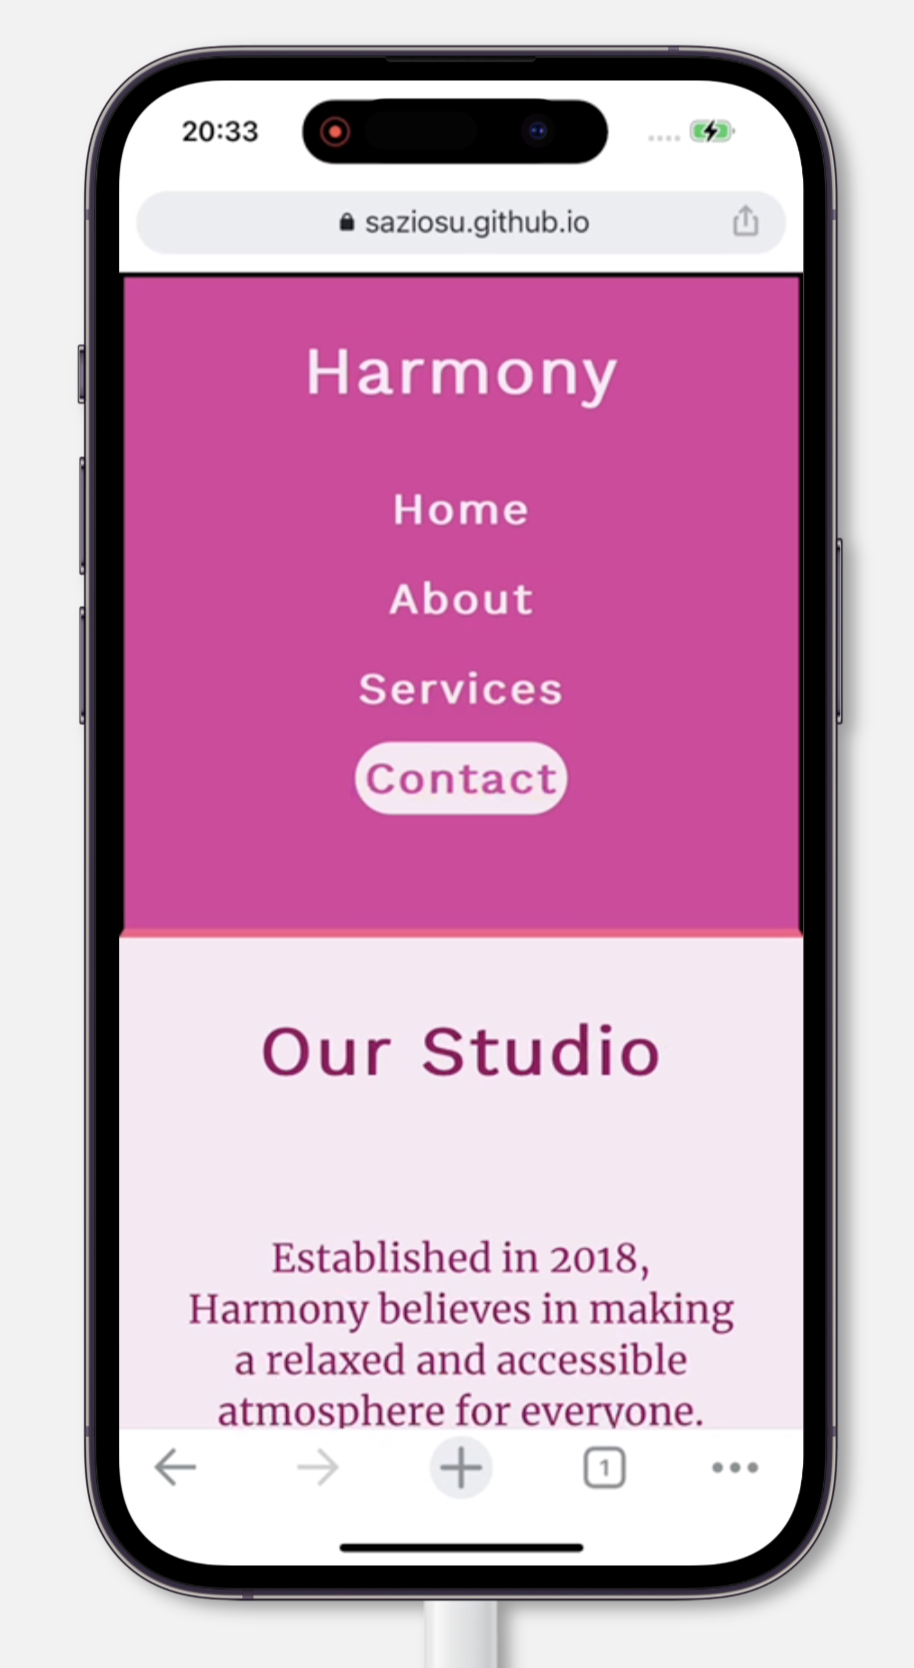 20:33
saziosu.github.io
Harmony
Home
About
Services
Contact
Our Studio
Established in 2018,
Harmony believes in making
a relaxed and accessible
atmosphere for everyone.
1